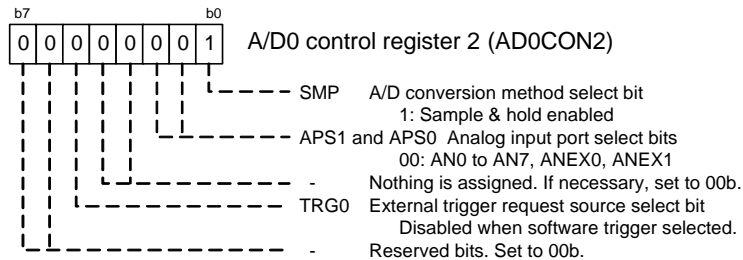 b7 b0
0 0 0 0 0 0 0 1 A/D0 control register 2 (AD0CON2)
SMP A/D conversion method select bit
1: Sample & hold enabled
APS1 and APS0 Analog input port select bits
00: AN0 to AN7, ANEX0, ANEX1
- Nothing is assigned. If necessary, set to 00b.
TRG0 External trigger request source select bit
Disabled when software trigger selected.
- Reserved bits. Set to 00b.